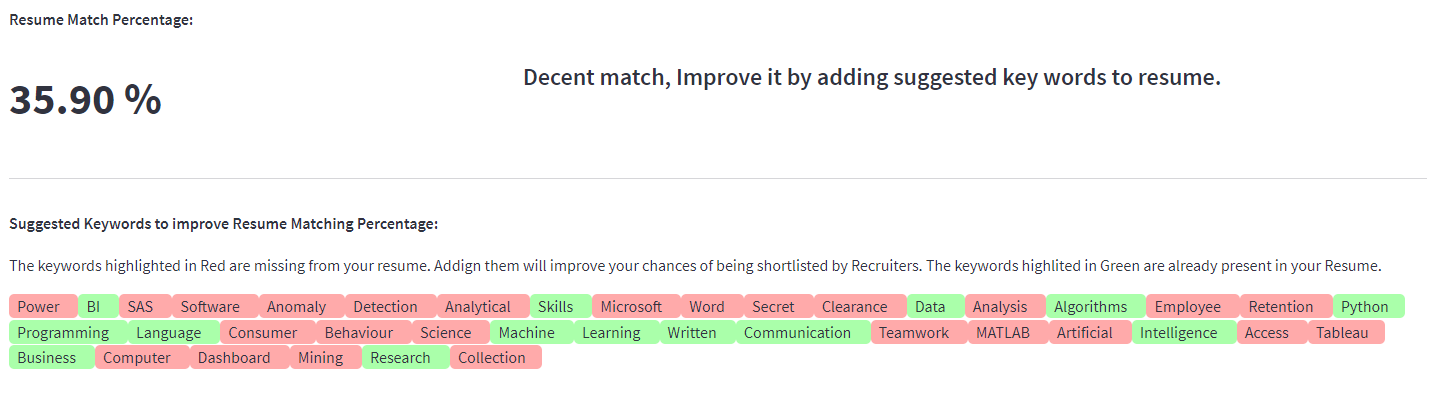 Resume Match Percentage:
35.90 %
Decent match, Improve it by adding suggested key words to resume.
Suggested Keywords to improve Resume Matching Percentage:
The keywords highlighted in Red are missing from your resume. Addign them will improve your chances of being shortlisted by Recruiters. The keywords highlited in Green are already present in your Resume.
Power BI SAS Software Anomaly Detection Analytical Skills Microsoft Word Secret Clearance Data Analysis Algorithms Employee Retention Python
Programming Language Consumer Behaviour Science Machine Learning Written Communication Teamwork MATLAB Artificial Intelligence Access Tableau
Business Computer Dashboard Mining Research Collection